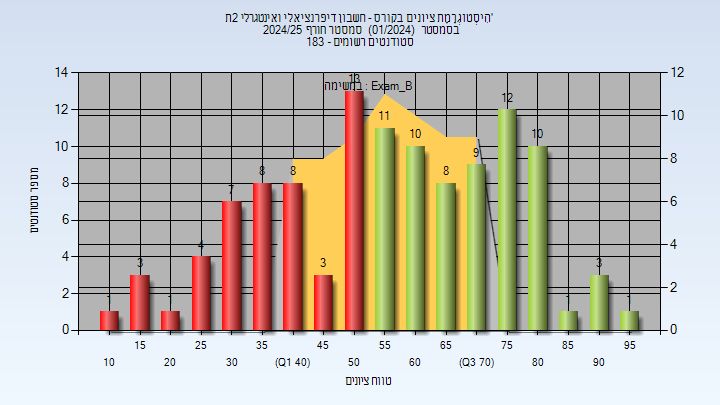 היסטוגרמת ציונים בקורס - חשבון דיפרנציאלי ואינטגרלי 2ת'
בסמסטר (01/2024) סמסטר חורף 2024/25
סטודנטים רשומים - 183
במשימה : Exam_B
מספר סטודנטים
14 12 10 8 6 4 2 0
12 10 8 6 4 2 0
1 3 1 4 7 8 8 3 13 11 10 8 9 12 10 1 3 1
15 25 35 45 55 65 75 85 95
10 20 30 (Q1 40) 50 60 (Q3 70) 80 90
טווח ציונים